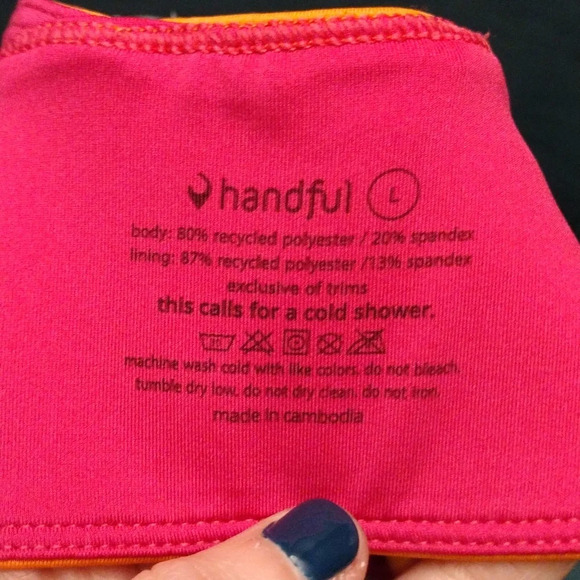 handful L
body: 80% recycled polyester / 20% spandex
lining: 87% recycled polyester /13% spandex
exclusive of trims
this calls for a cold shower.
machine wash cold with like colors. do not bleach.
tumble dry low. do not dry clean. do not iron.
made in cambodia